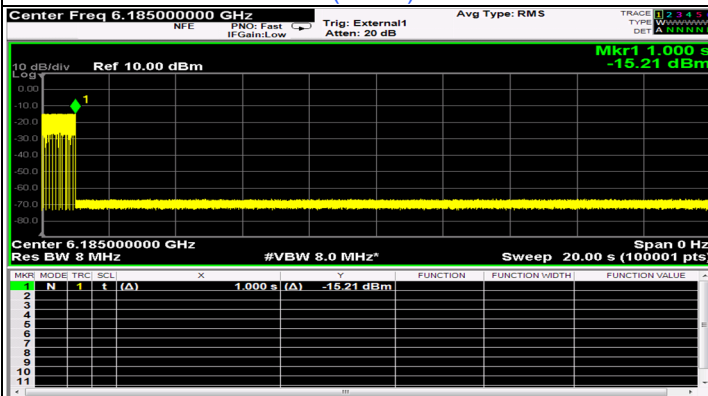 Center Freq 6.185000000 GHz
NFE
PNO: Fast
IFGain:Low
Trig: External1
Atten: 20 dB
Avg Type: RMS
TRACE 1 2 3 4 5
TYPE W
DET A N N N N
Mkr1 1.000 s
-15.21 dBm
10 dB/div
Log
Ref 10.00 dBm
0.00
-10.0
-20.0
-30.0
-40.0
-50.0
-60.0
-70.0
-80.0
1
Center 6.185000000 GHz
Span 0 Hz
Res BW 8 MHz
#VBW 8.0 MHz*
Sweep 20.00 s (100001 pts)
MKR MODE TRC SCL X Y FUNCTION FUNCTION WIDTH FUNCTION VALUE
1 N 1 t (Δ) 1.000 s (Δ) -15.21 dBm
2
3
4
5
6
7
8
9
10
11